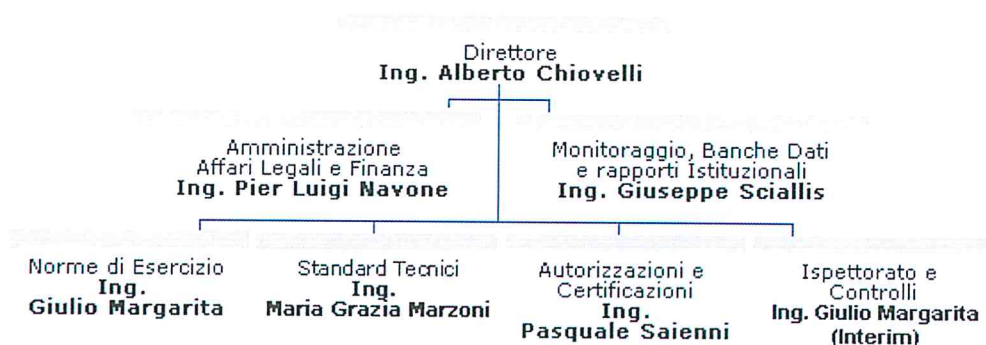 Direttore
Ing. Alberto Chiovelli
Amministrazione
Affari Legali e Finanza
Ing. Pier Luigi Navone
Monitoraggio, Banche Dati
e rapporti Istituzionali
Ing. Giuseppe Sciallis
Norme di Esercizio
Ing.
Giulio Margarita
Standard Tecnici
Ing.
Maria Grazia Marzoni
Autorizzazioni e
Certificazioni
Ing.
Pasquale Saienni
Ispettorato e
Controlli
Ing. Giulio Margarita
(Interim)